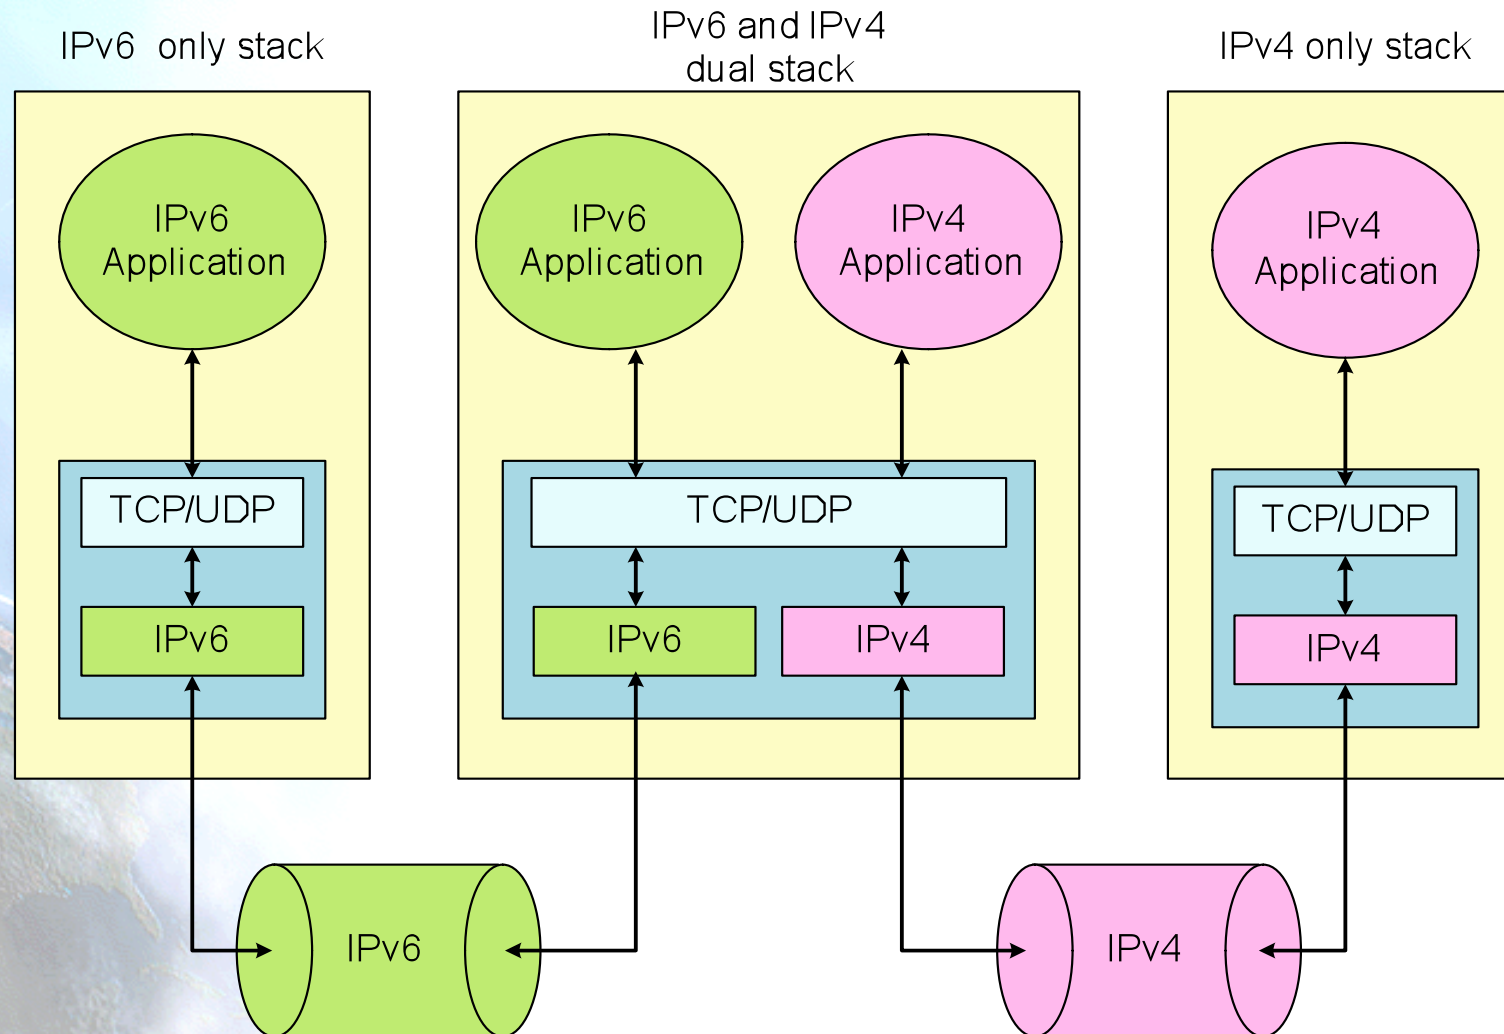 IPv6 only stack
IPv6 and IPv4
dual stack
IPv4 only stack
IPv6
Application
IPv6
Application
IPv4
Application
IPv4
Application
TCP/UDP
TCP/UDP
TCP/UDP
IPv6
IPv6
IPv4
IPv4
IPv6
IPv4